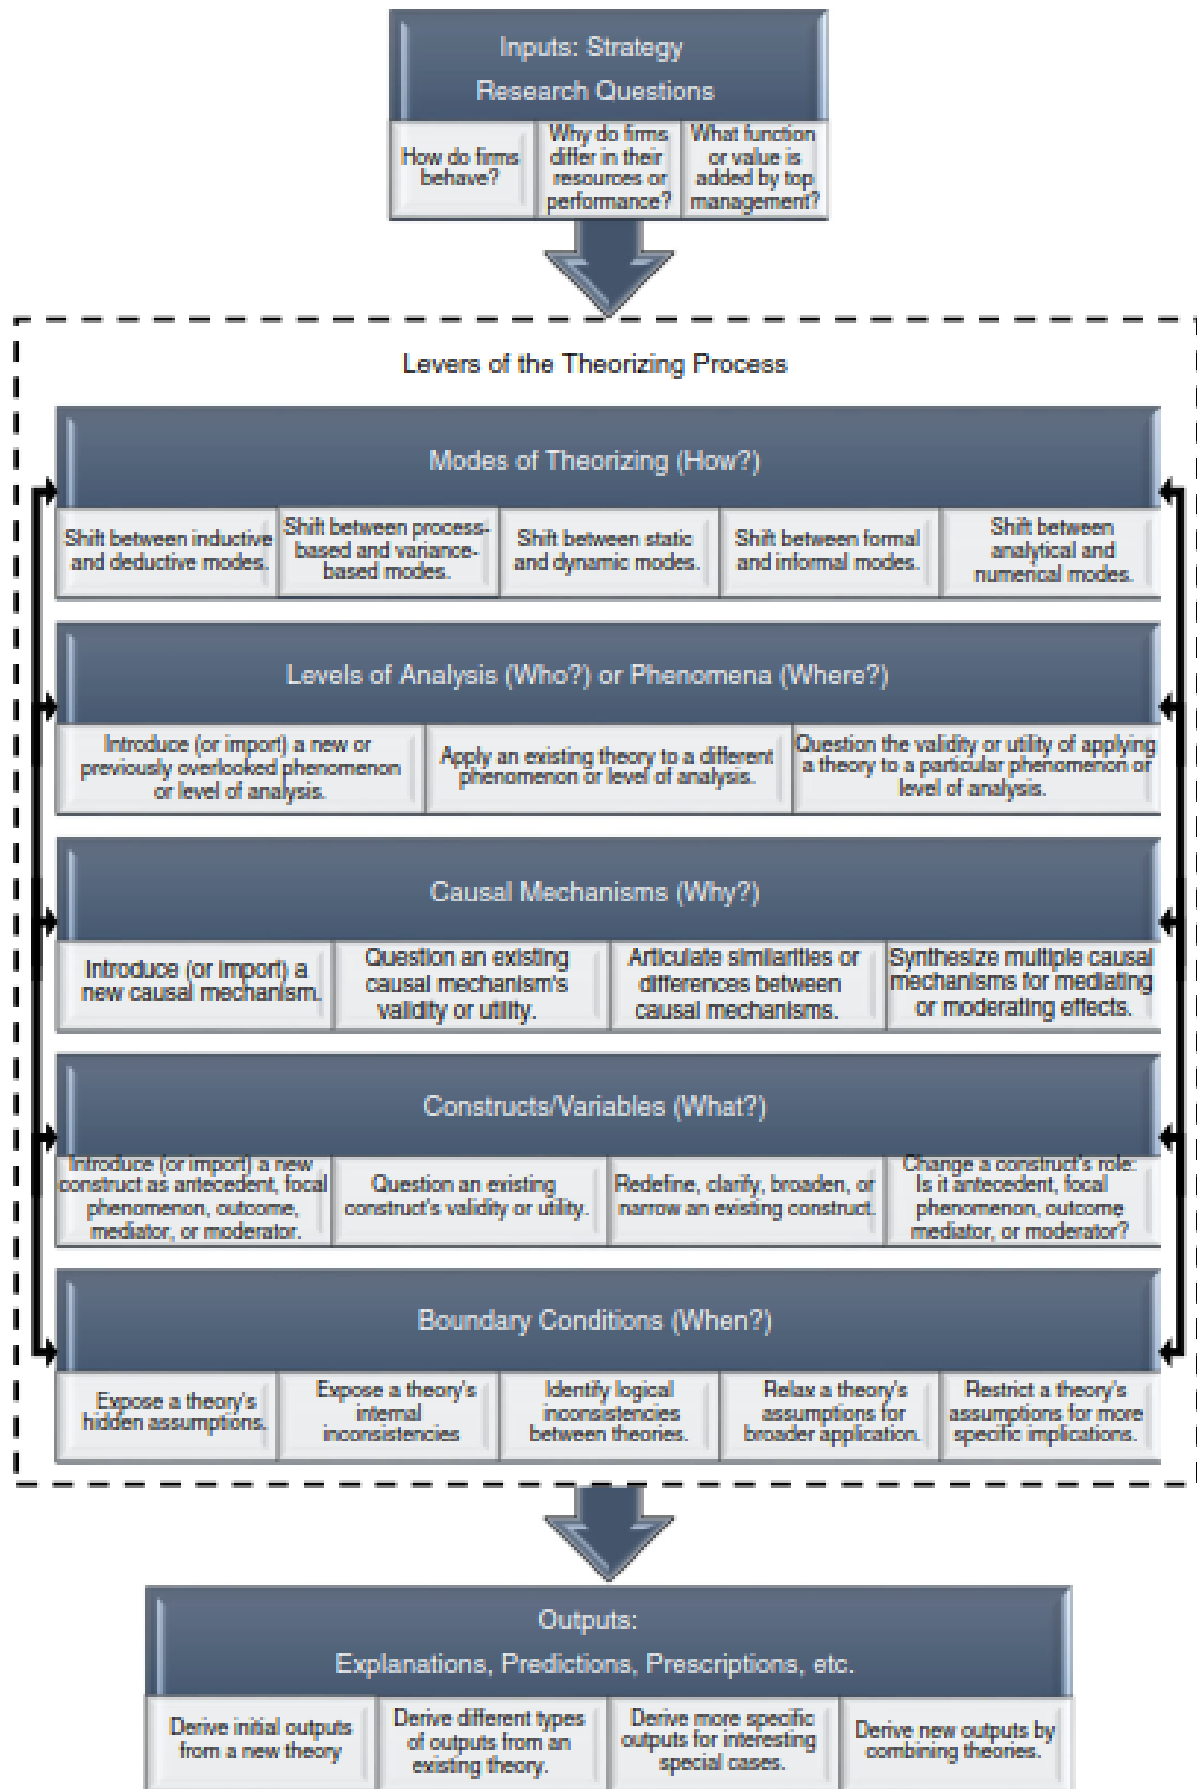 Inputs: Strategy
Research Questions
How do firms
behave?
Why do firms
differ in their
resources or
performance?
What function
or value is
added by top
management?
Levers of the Theorizing Process
Modes of Theorizing (How?)
Shift between inductive
and deductive modes.
Shift between process-
based and variance-
based modes.
Shift between static
and dynamic modes.
Shift between formal
and informal modes.
Shift between
analytical and
numerical modes.
Levels of Analysis (Who?) or Phenomena (Where?)
Introduce (or import) a new or
previously overlooked phenomenon
or level of analysis.
Apply an existing theory to a different
phenomenon or level of analysis.
Question the validity or utility of applying
a theory to a particular phenomenon or
level of analysis.
Causal Mechanisms (Why?)
Introduce (or import) a
new causal mechanism.
Question an existing
causal mechanism's
validity or utility.
Articulate similarities or
differences between
causal mechanisms.
Synthesize multiple causal
mechanisms for mediating
or moderating effects.
Constructs/Variables (What?)
Introduce (or import) a new
construct as antecedent, focal
phenomenon, outcome,
mediator, or moderator.
Question an existing
construct's validity or utility.
Redefine, clarify, broaden, or
narrow an existing construct.
Change a construct's role:
Is it antecedent, focal
phenomenon, outcome
mediator, or moderator?
Boundary Conditions (When?)
Expose a theory's
hidden assumptions.
Expose a theory's
internal
inconsistencies
Identify logical
inconsistencies
between theories.
Relax a theory's
assumptions for
broader application.
Restrict a theory's
assumptions for more
specific implications.
Outputs:
Explanations, Predictions, Prescriptions, etc.
Derive initial outputs
from a new theory
Derive different types
of outputs from an
existing theory.
Derive more specific
outputs for interesting
special cases.
Derive new outputs by
combining theories.